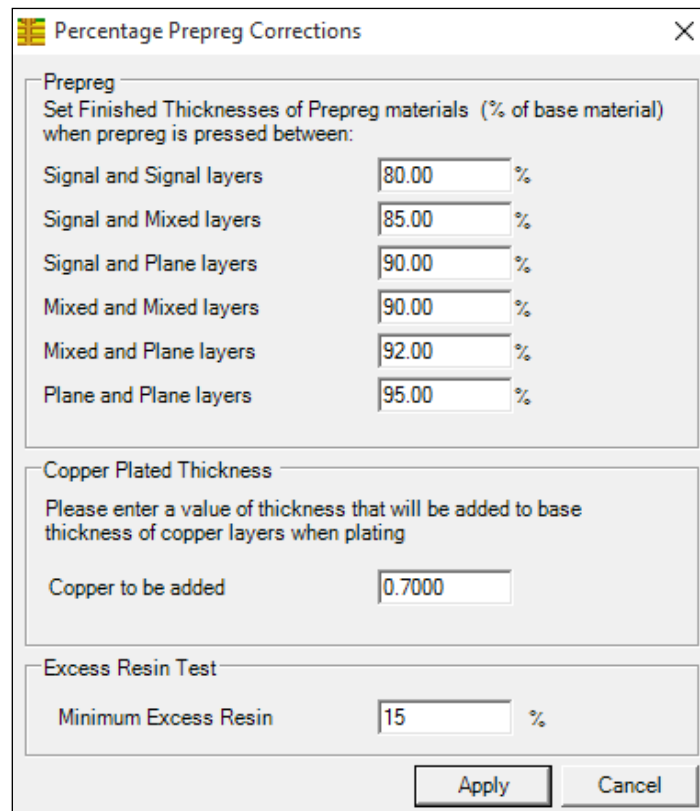 Percentage Prepreg Corrections
Prepreg
Set Finished Thicknesses of Prepreg materials (% of base material)
when prepreg is pressed between:
Signal and Signal layers 80.00 %
Signal and Mixed layers 85.00 %
Signal and Plane layers 90.00 %
Mixed and Mixed layers 90.00 %
Mixed and Plane layers 92.00 %
Plane and Plane layers 95.00 %
Copper Plated Thickness
Please enter a value of thickness that will be added to base
thickness of copper layers when plating
Copper to be added 0.7000
Excess Resin Test
Minimum Excess Resin 15 %
Apply Cancel